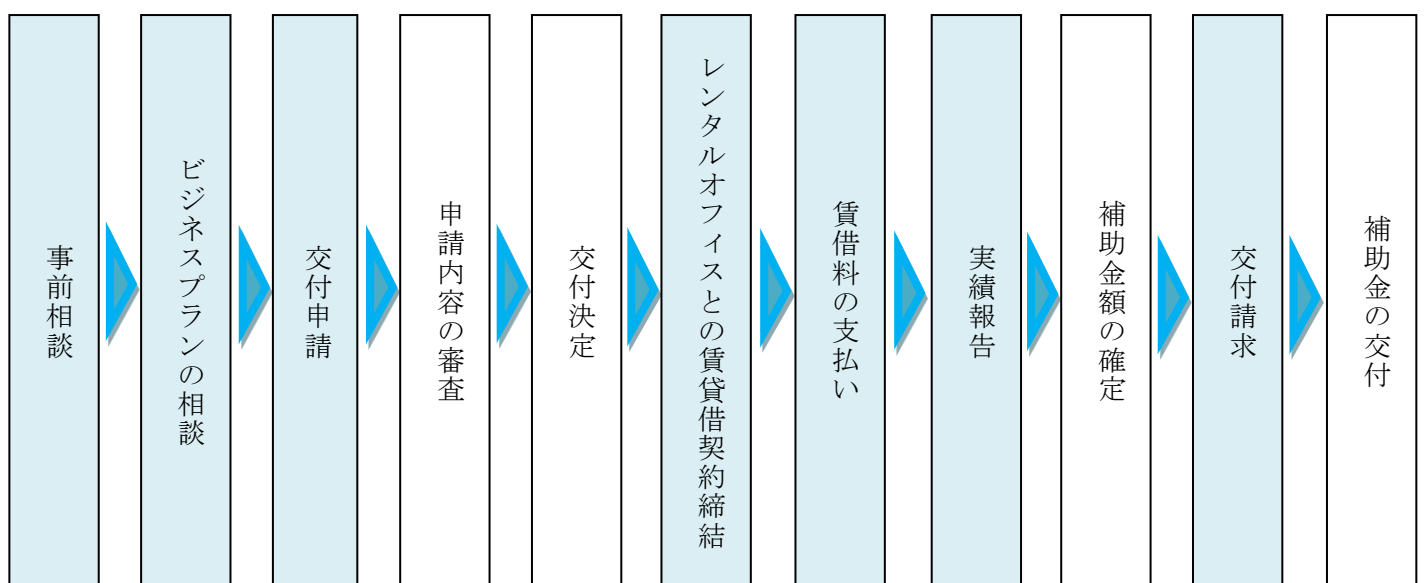 事前相談
ビジネスプランの相談
交付申請
申請内容の審査
交付決定
レンタルオフィスとの賃貸借契約締結
賃借料の支払い
実績報告
補助金額の確定
交付請求
補助金の交付